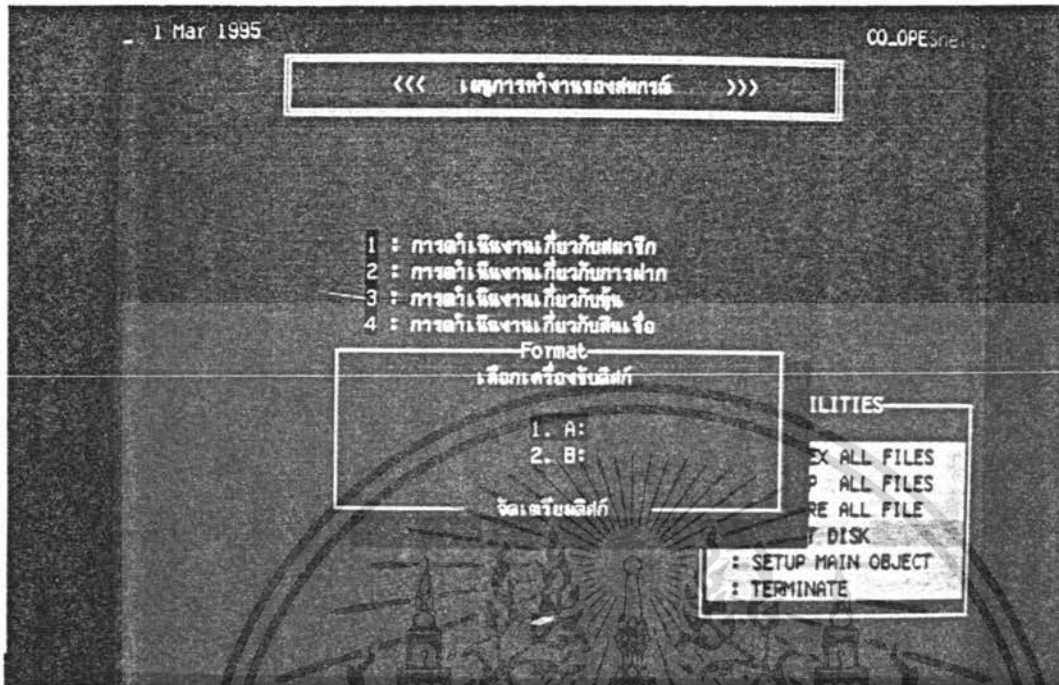 1 Mar 1995
CO_OPEShell
<<< เมนูการทำงานของสหกรณ์ >>>
1 : การดำเนินงานเกี่ยวกับสมาชิก
2 : การดำเนินงานเกี่ยวกับการฝาก
3 : การดำเนินงานเกี่ยวกับหุ้น
4 : การดำเนินงานเกี่ยวกับสินเชื่อ
Format
เลือกเครื่องขับดิสก์
1. A:
2. B:
จัดเตรียมดิสก์
ILITIES
EX ALL FILES
P ALL FILES
RE ALL FILE
T DISK
: SETUP MAIN OBJECT
: TERMINATE